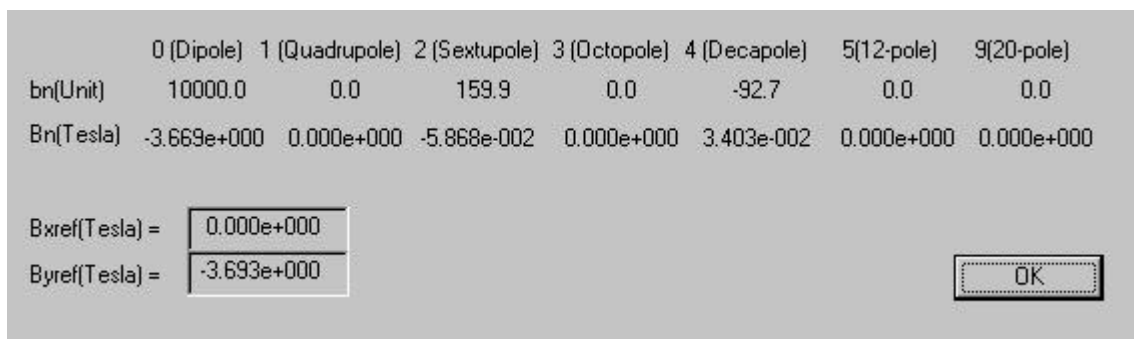 0 (Dipole) 1 (Quadrupole) 2 (Sextupole) 3 (Octopole) 4 (Decapole) 5(12-pole) 9(20-pole)
bn(Unit) 10000.0 0.0 159.9 0.0 -92.7 0.0 0.0
Bn(Tesla) -3.669e+000 0.000e+000 -5.868e-002 0.000e+000 3.403e-002 0.000e+000 0.000e+000
Bxref(Tesla) = 0.000e+000
Byref(Tesla) = -3.693e+000
OK